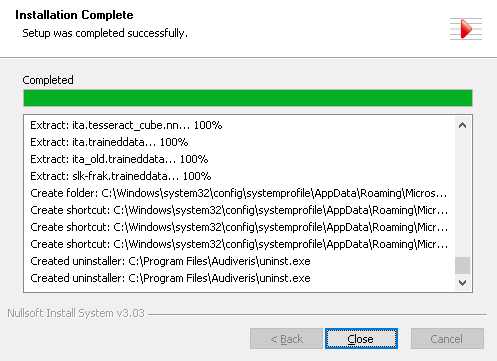 Installation Complete
Setup was completed successfully.
Completed
Extract: ita.tesseract_cube.nn... 100%
Extract: ita.traineddata... 100%
Extract: ita_old.traineddata... 100%
Extract: slk-frak.traineddata... 100%
Create folder: C:\Windows\system32\config\systemprofile\AppData\Roaming\Micros...
Create shortcut: C:\Windows\system32\config\systemprofile\AppData\Roaming\Micr...
Create shortcut: C:\Windows\system32\config\systemprofile\AppData\Roaming\Micr...
Create shortcut: C:\Windows\system32\config\systemprofile\AppData\Roaming\Micr...
Created uninstaller: C:\Program Files\Audiveris\uninst.exe
Created uninstaller: C:\Program Files\Audiveris\uninst.exe
Nullsoft Install System v3.03
< Back Close Cancel